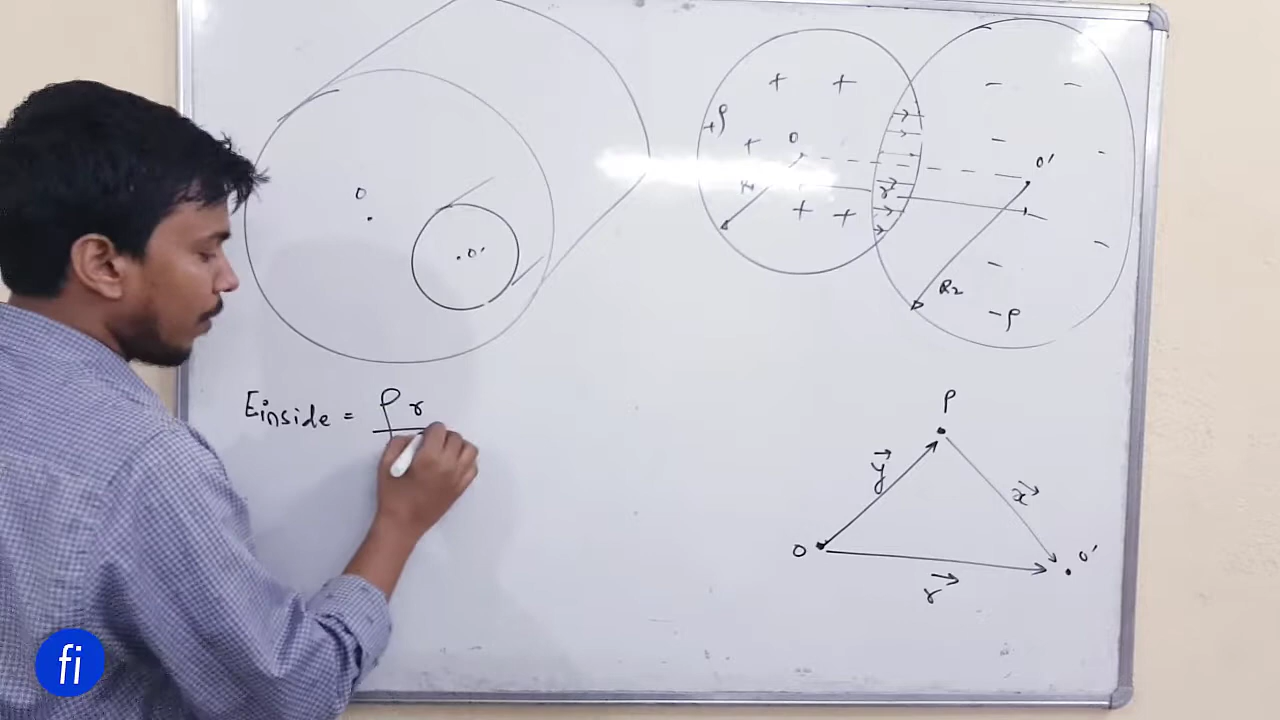 O
O'
+ +
+ρ
+
O
+ +
r⃗
R₂
O'
- -
- -
-
-
-
-ρ
E inside = ρ r
P
y⃗
x⃗
O
O'
r⃗
fi